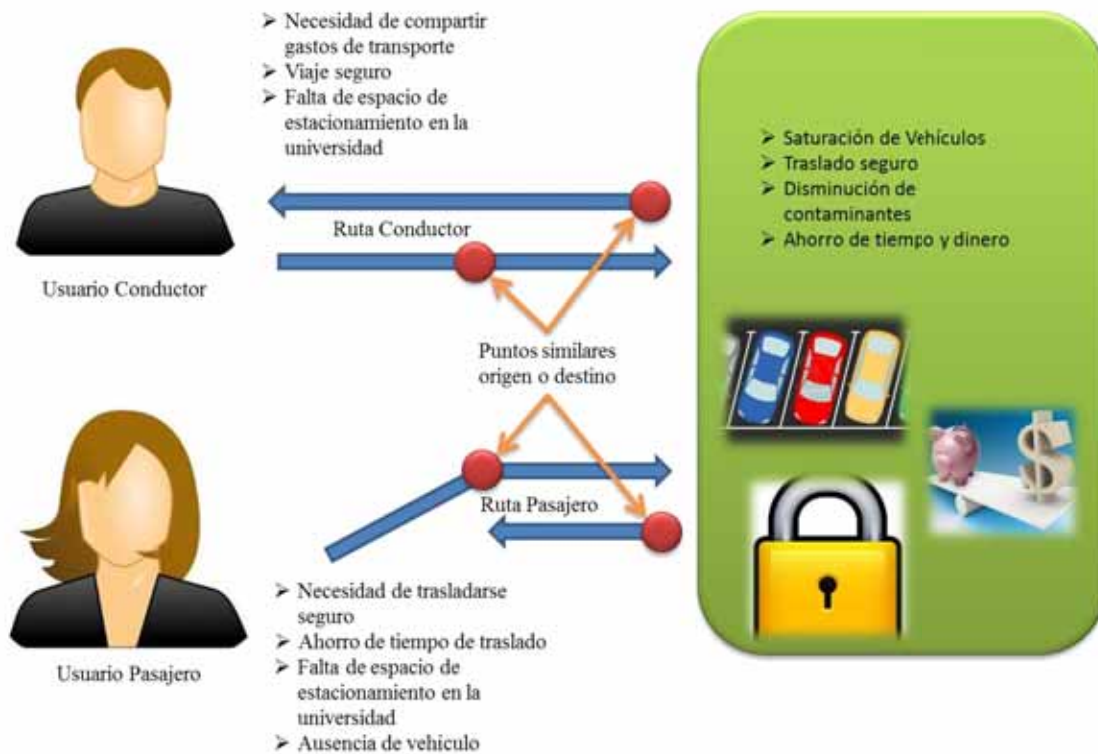 ➢ Necesidad de compartir
gastos de transporte
➢ Viaje seguro
➢ Falta de espacio de
estacionamiento en la
universidad
Ruta Conductor
Usuario Conductor
Puntos similares
origen o destino
Ruta Pasajero
➢ Necesidad de trasladarse
seguro
➢ Ahorro de tiempo de traslado
➢ Falta de espacio de
estacionamiento en la
universidad
➢ Ausencia de vehículo
Usuario Pasajero
➢ Saturación de Vehículos
➢ Traslado seguro
➢ Disminución de
contaminantes
➢ Ahorro de tiempo y dinero
$